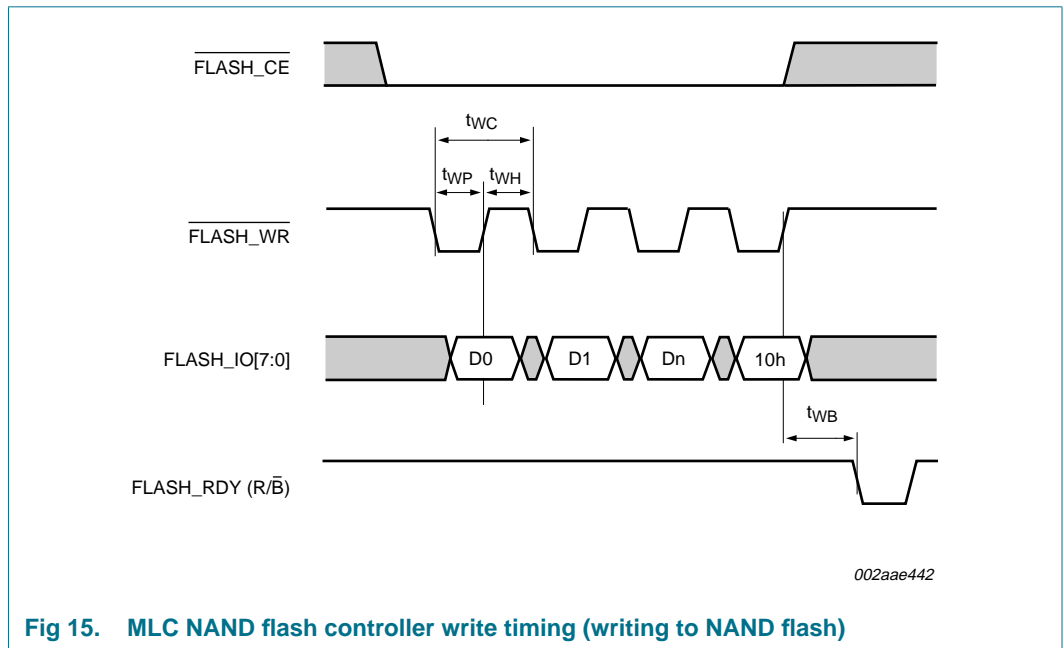 FLASH_CE
tWC
tWP tWH
FLASH_WR
FLASH_IO[7:0] D0 D1 Dn 10h
tWB
FLASH_RDY (R/B̅)
002aae442
Fig 15. MLC NAND flash controller write timing (writing to NAND flash)